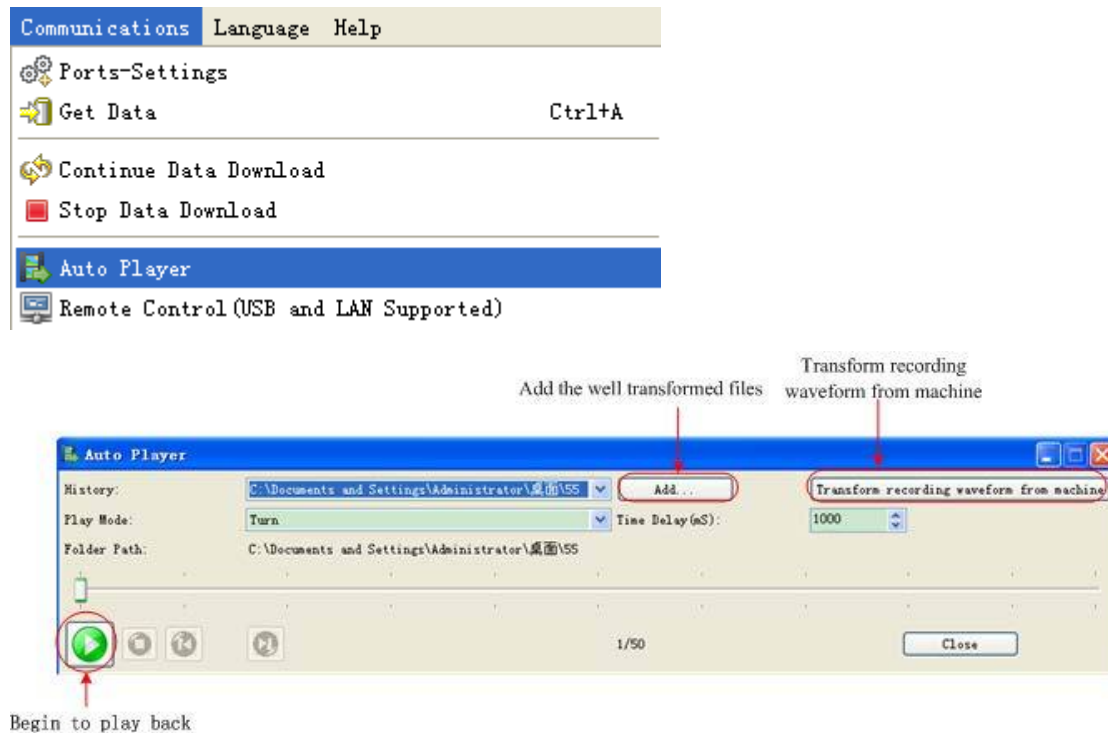 Communications Language Help
Ports-Settings
Get Data Ctrl+A
Continue Data Download
Stop Data Download
Auto Player
Remote Control(USB and LAN Supported)
Add the well transformed files
Transform recording
waveform from machine
Auto Player
History: C:\Documents and Settings\Administrator\桌面\55 Add... Transform recording waveform from machine
Play Mode: Turn Time Delay(mS): 1000
Folder Path: C:\Documents and Settings\Administrator\桌面\55
1/50 Close
Begin to play back